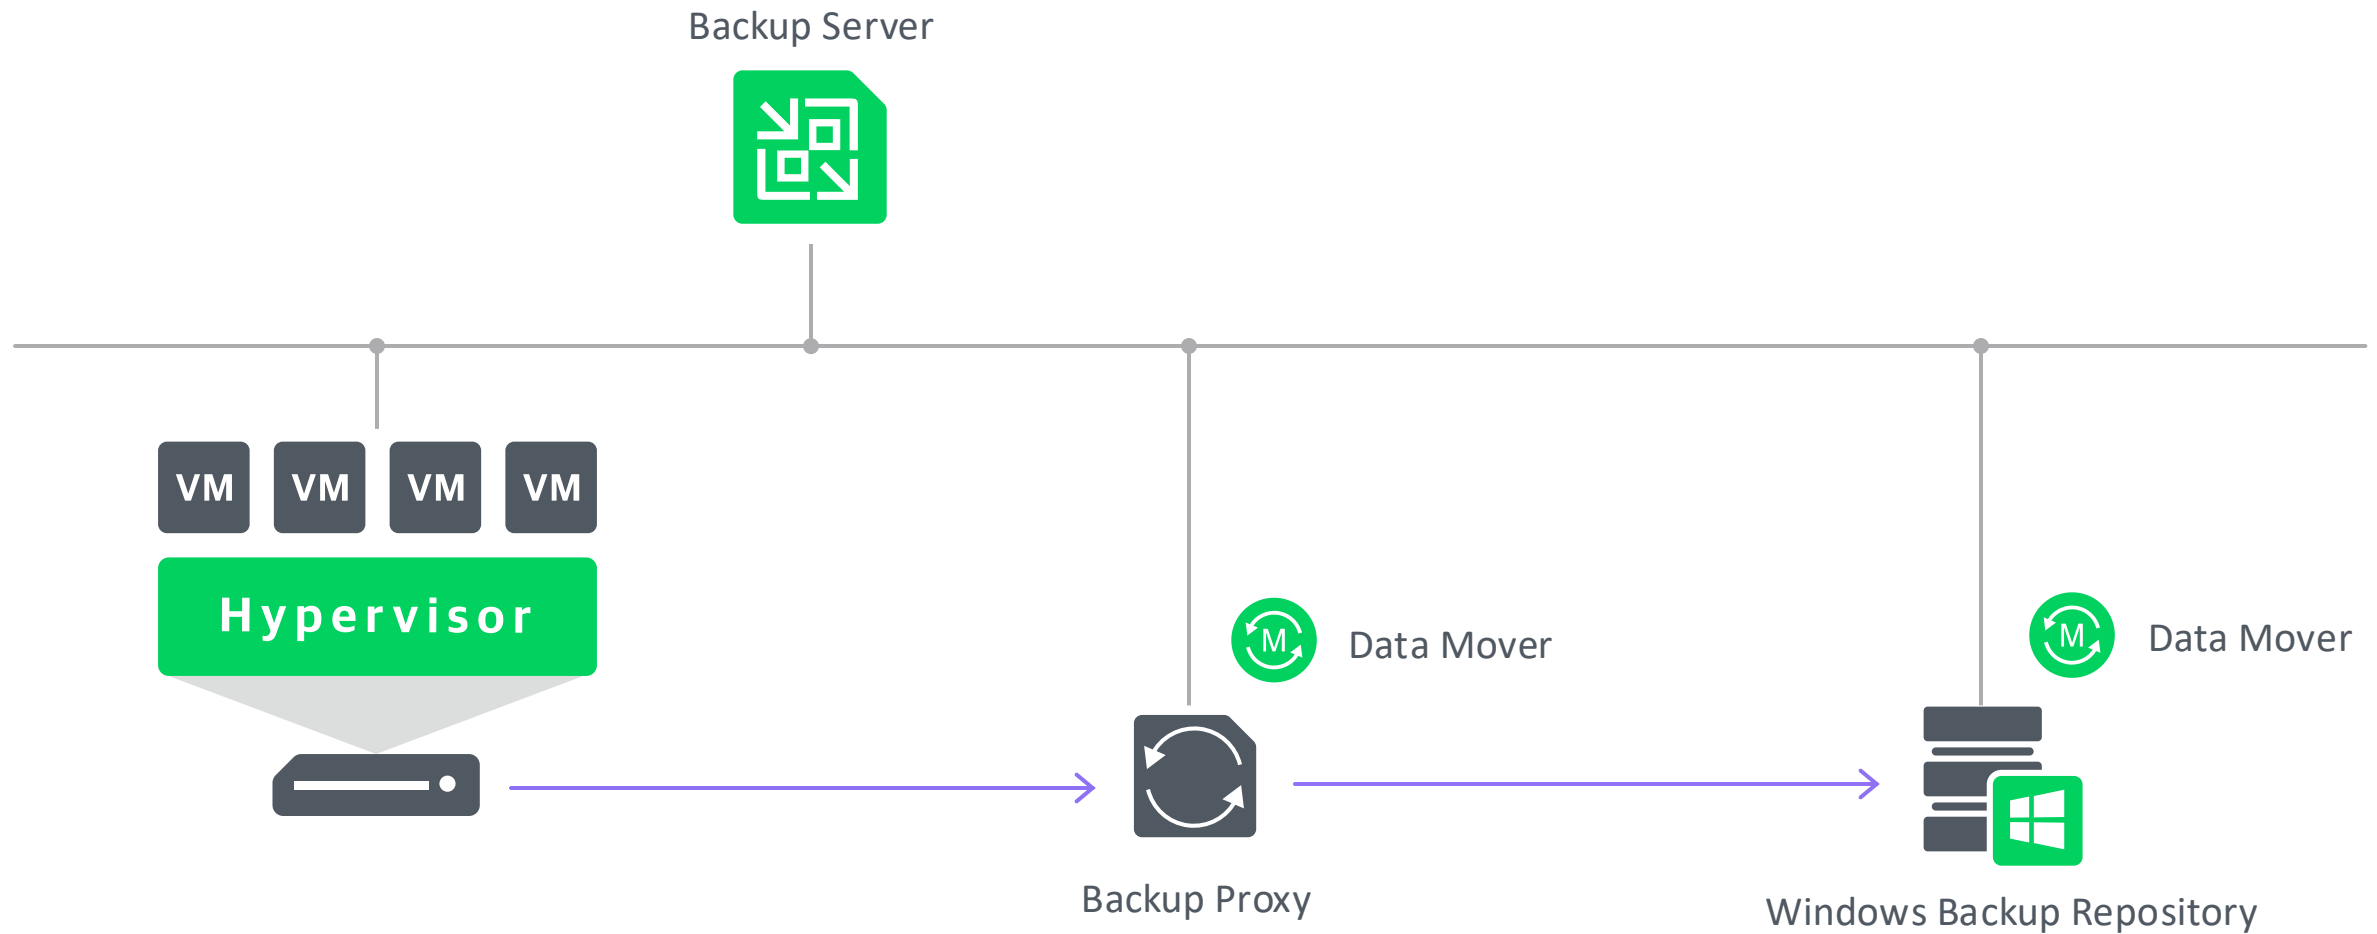 Backup Server
VM VM VM VM
Hypervisor
M Data Mover
M Data Mover
Backup Proxy
Windows Backup Repository